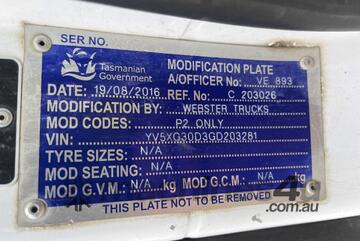 SER NO.
Tasmanian
Government
MODIFICATION PLATE
A/OFFICER No: VE 893
DATE: 19/08/2016 REF. No: C 203026
MODIFICATION BY: WEBSTER TRUCKS
MOD CODES: P2 ONLY
VIN: YV5XG30D3GD203281
TYRE SIZES: N/A
MOD SEATING: N/A
MOD G.V.M: N/A .kg MOD G.C.M: N/A .kg
THIS PLATE NOT TO BE REMOVED
.com.au